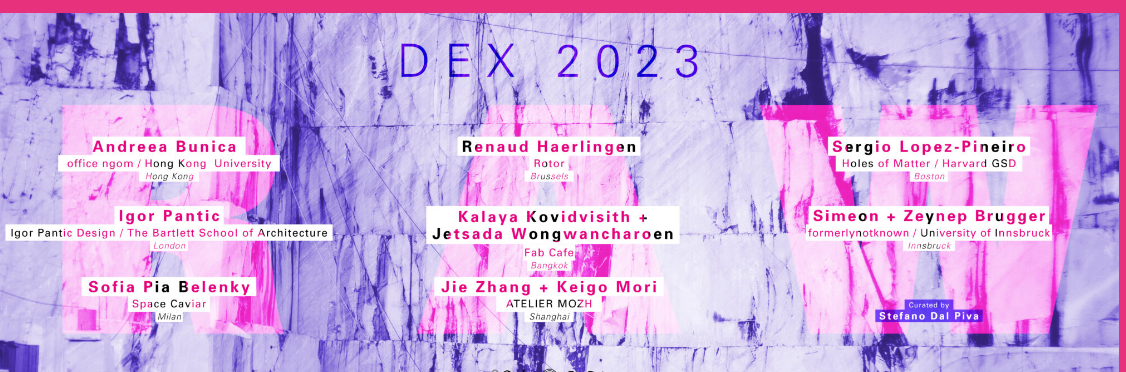 DEX 2023
RAW
Andreea Bunica
office ngom / Hong Kong University
Hong Kong
Igor Pantic
Igor Pantic Design / The Bartlett School of Architecture
London
Sofia Pia Belenky
Space Caviar
Milan
Renaud Haerlingen
Rotor
Brussels
Kalaya Kovidvisith +
Jetsada Wongwancharoen
Fab Cafe
Bangkok
Jie Zhang + Keigo Mori
ATELIER MOZH
Shanghai
Sergio Lopez-Pineiro
Holes of Matter / Harvard GSD
Boston
Simeon + Zeynep Brugger
formerlynotknown / University of Innsbruck
Innsbruck
Curated by
Stefano Dal Piva